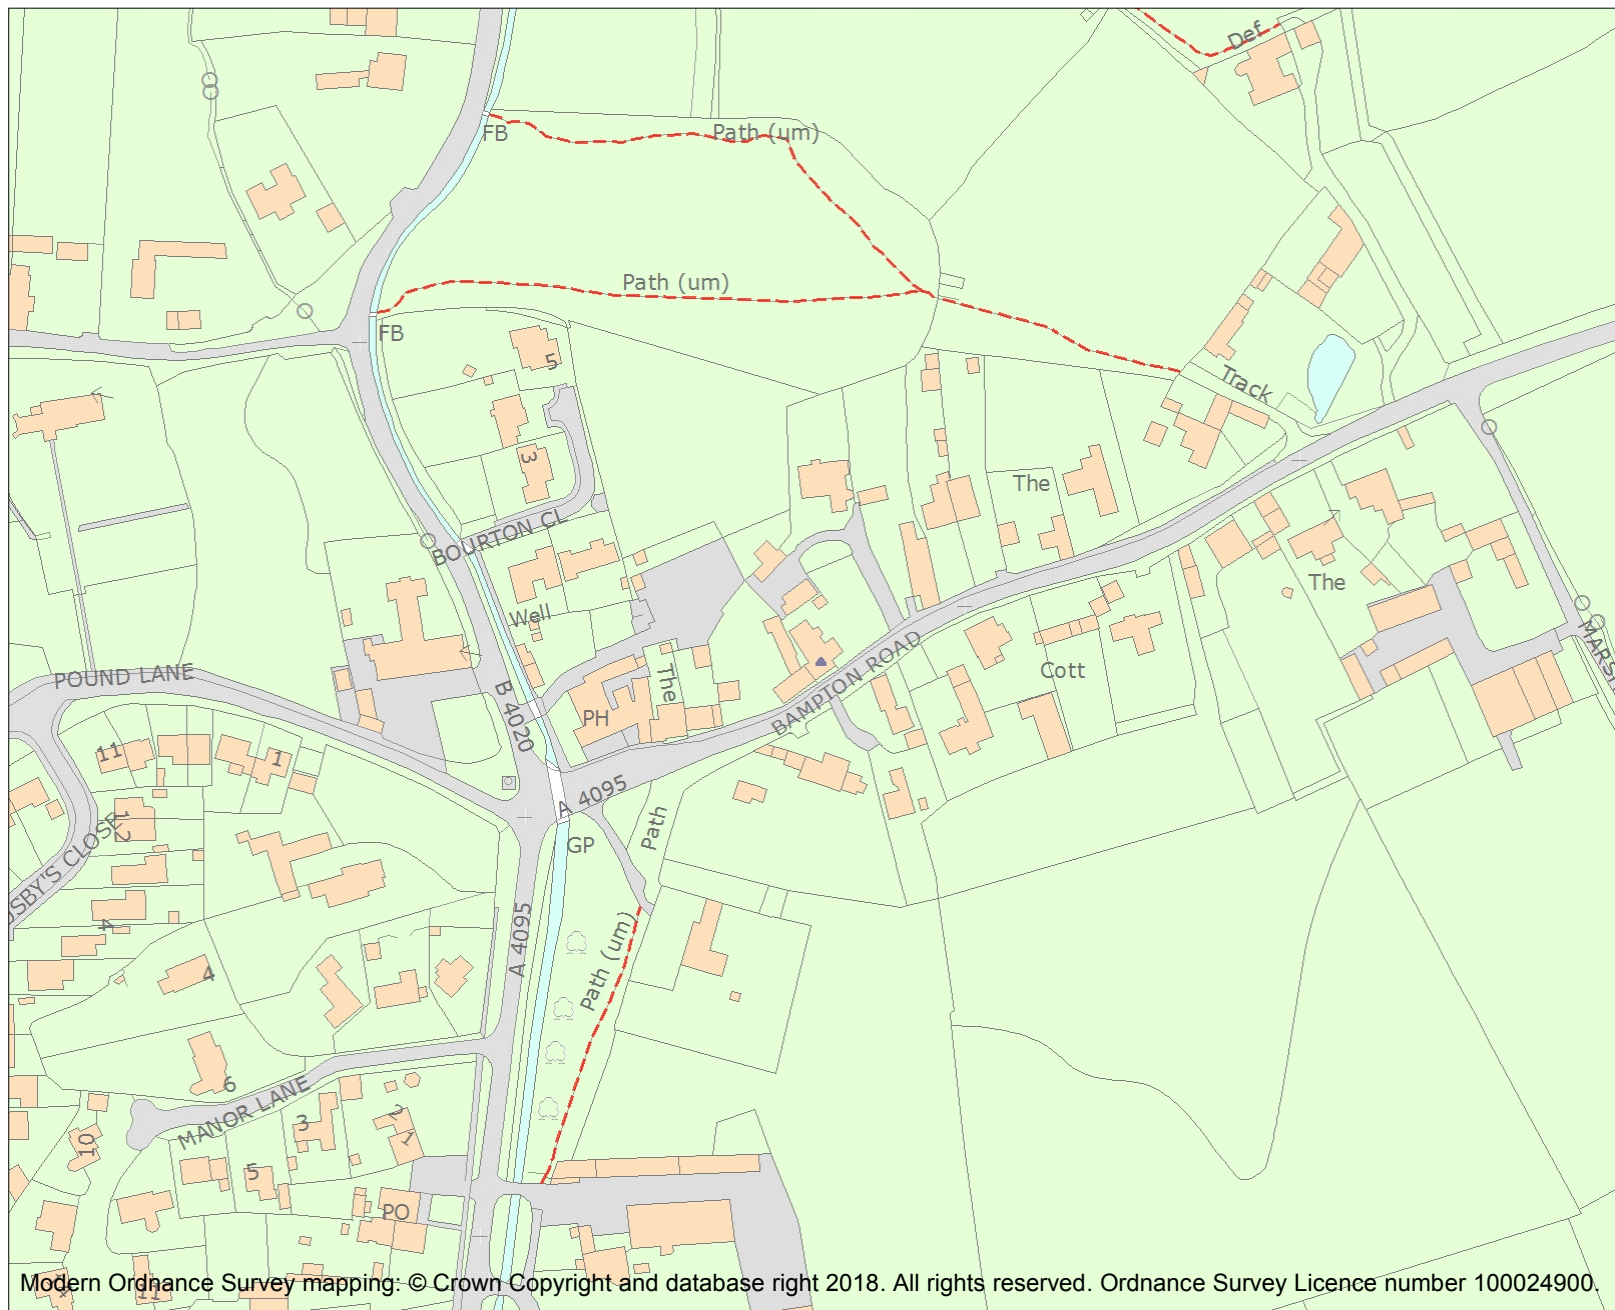 Def
FB
Path (um)
Path (um)
FB
5
Track
3
The
BOURTON CL
The
Well
MARS
POUND LANE
The
Cott
B 4020
PH
BAMPTON ROAD
11
1
A 4095
12
Path
GP
OSBY'S CLOSE
4
A 4095
Path (um)
4
6
MANOR LANE
3
2
1
10
5
PO
11
Modern Ordnance Survey mapping: © Crown Copyright and database right 2018. All rights reserved. Ordnance Survey Licence number 100024900.